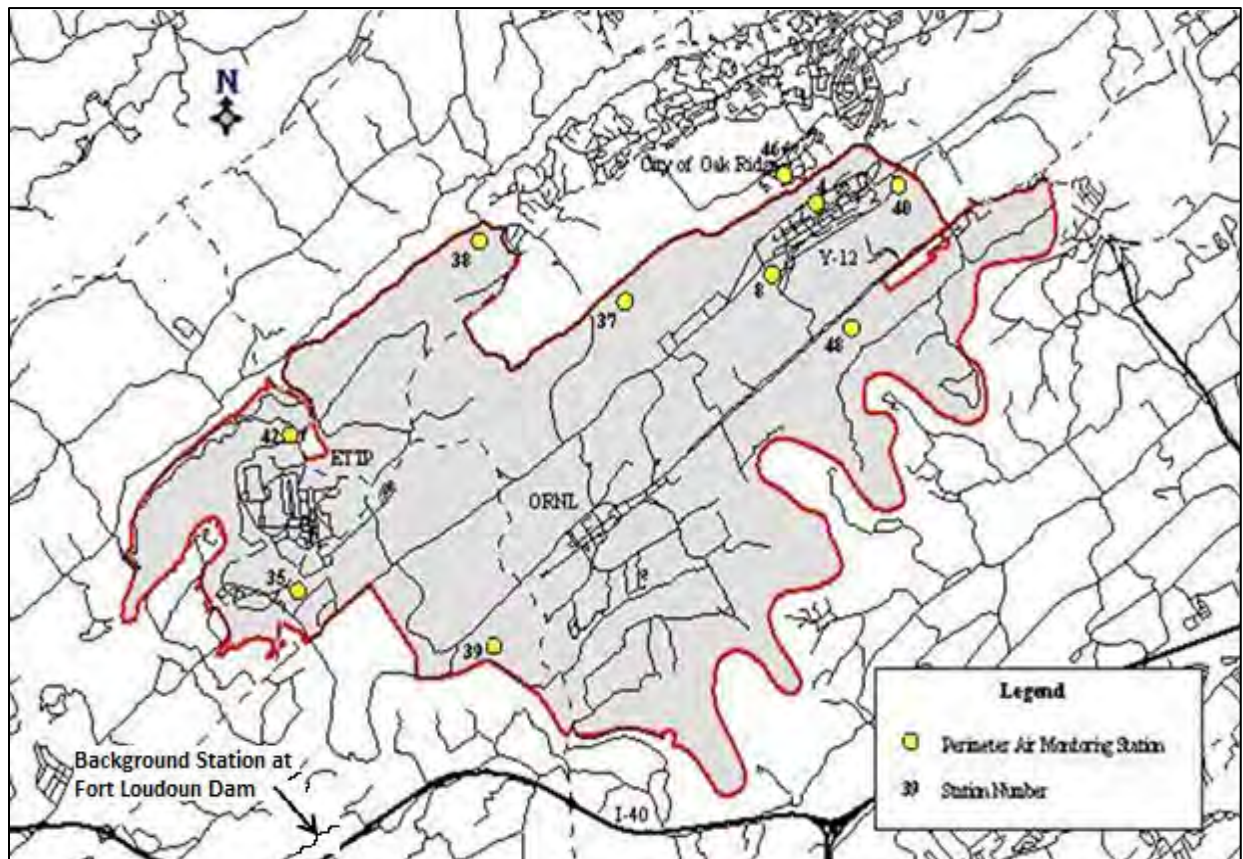 N
46
City of Oak Ridge
4
40
38
Y-12
8
37
48
42
ETTP
ORNL
35
39
Legend
Perimeter Air Monitoring Station
39 Station Number
Background Station at
Fort Loudoun Dam
I-40